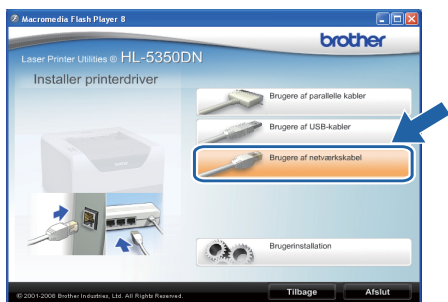 Macromedia Flash Player 8
brother
Laser Printer Utilities ® HL-5350DN
Installer printerdriver
Brugere af parallelle kabler
Brugere af USB-kabler
Brugere af netværkskabel
Brugerinstallation
Tilbage
Afslut
© 2001-2008 Brother Industries, Ltd. All Rights Reserved.